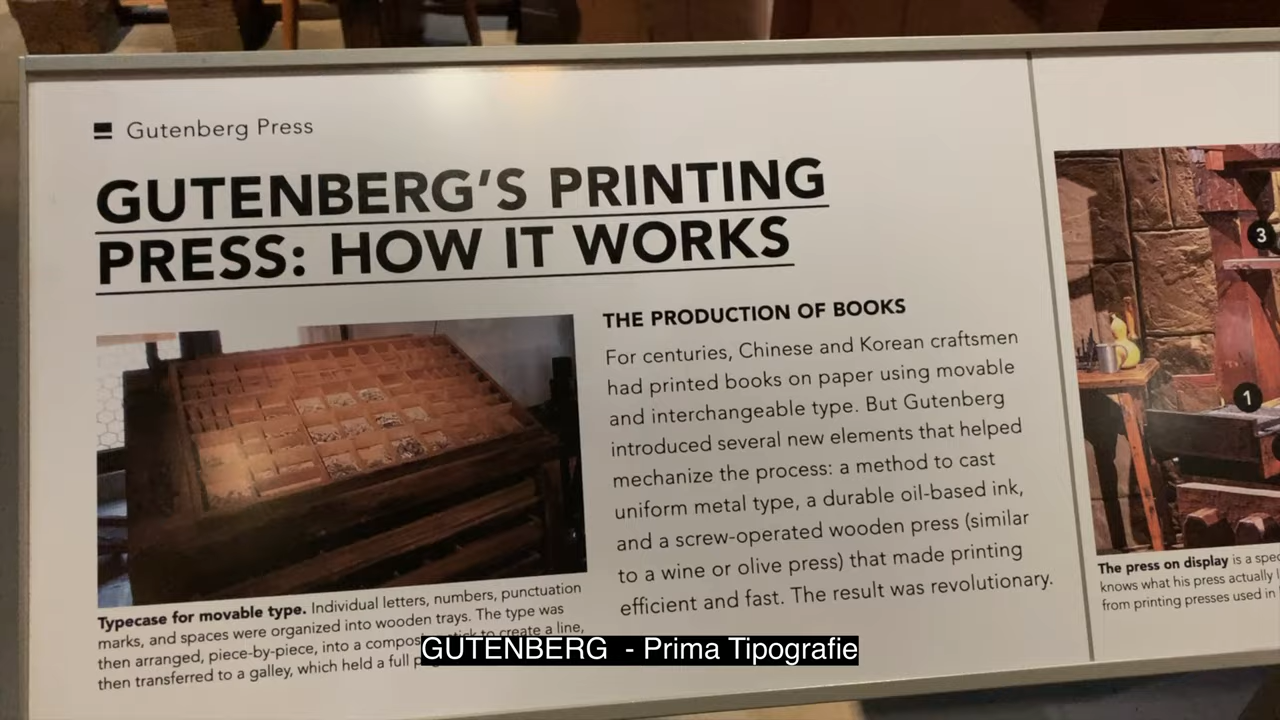 Gutenberg Press
GUTENBERG'S PRINTING
PRESS: HOW IT WORKS
THE PRODUCTION OF BOOKS
For centuries, Chinese and Korean craftsmen
had printed books on paper using movable
and interchangeable type. But Gutenberg
introduced several new elements that helped
mechanize the process: a method to cast
uniform metal type, a durable oil-based ink,
and a screw-operated wooden press (similar
to a wine or olive press) that made printing
efficient and fast. The result was revolutionary.
Typecase for movable type. Individual letters, numbers, punctuation
marks, and spaces were organized into wooden trays. The type was
then arranged, piece-by-piece, into a to create a line,
then transferred to a galley, which held a full
3
1
The press on display is a
knows what his press actually
from printing presses used in
GUTENBERG - Prima Tipografie